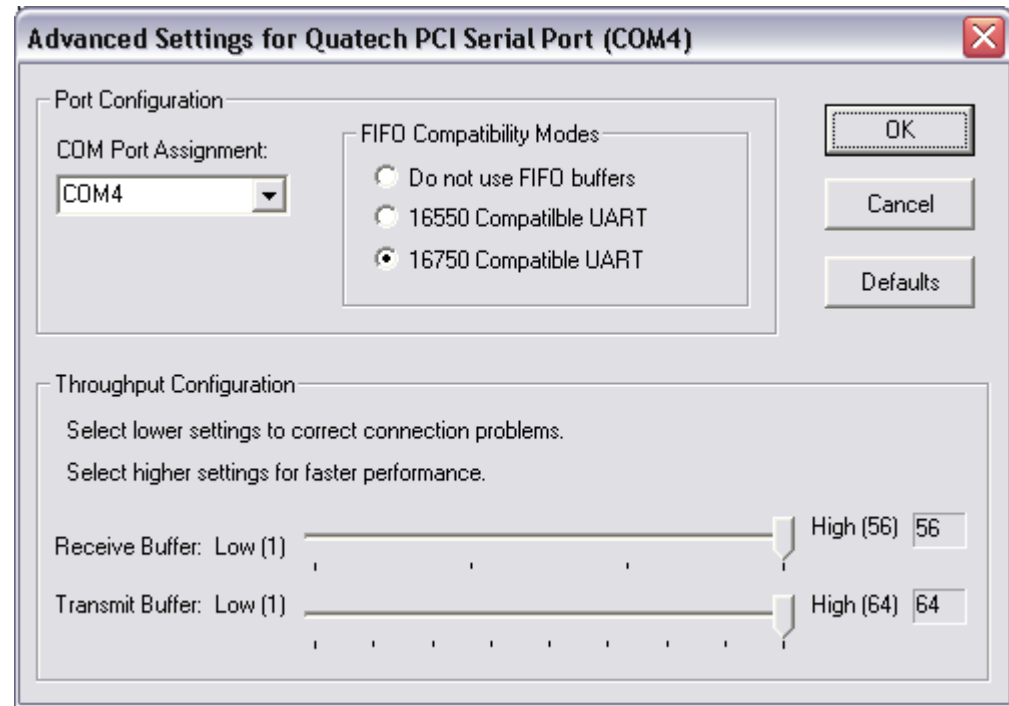 Advanced Settings for Quatech PCI Serial Port (COM4)
Port Configuration
COM Port Assignment:
COM4
FIFO Compatibility Modes
Do not use FIFO buffers
16550 Compatilble UART
16750 Compatible UART
OK
Cancel
Defaults
Throughput Configuration
Select lower settings to correct connection problems.
Select higher settings for faster performance.
Receive Buffer: Low (1) High (56) 56
Transmit Buffer: Low (1) High (64) 64